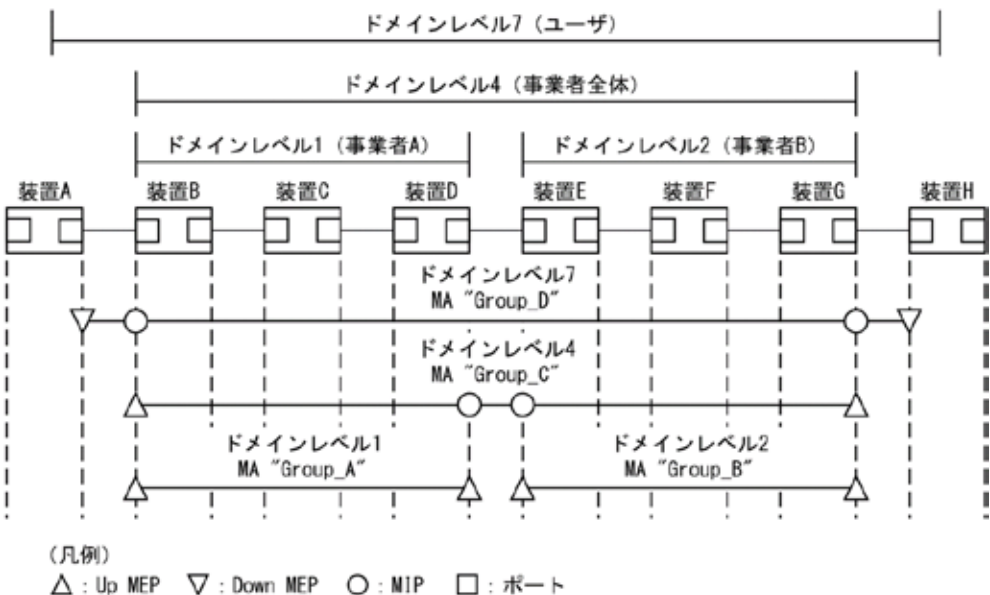 ドメインレベル7（ユーザ）
ドメインレベル4（事業者全体）
ドメインレベル1（事業者A） ドメインレベル2（事業者B）
装置A 装置B 装置C 装置D 装置E 装置F 装置G 装置H
ドメインレベル7
MA "Group_D"
ドメインレベル4
MA "Group_C"
ドメインレベル1 ドメインレベル2
MA "Group_A" MA "Group_B"
（凡例）
△：Up MEP ▽：Down MEP ○：MIP □：ポート